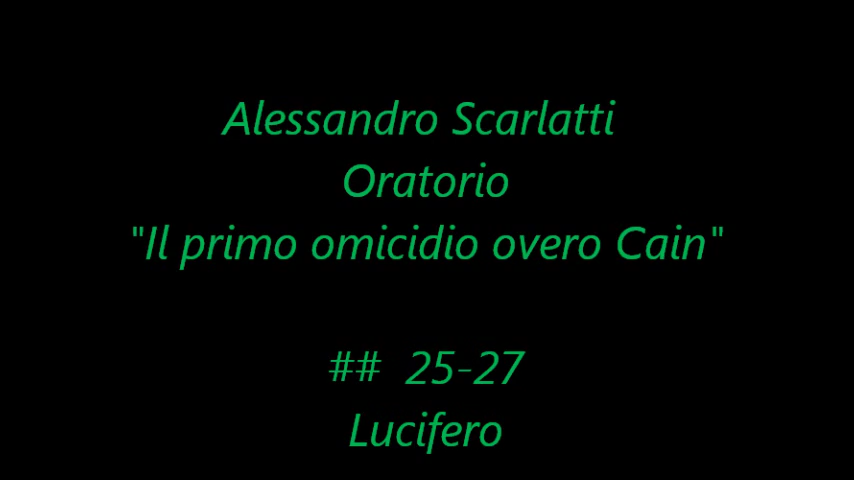 Alessandro Scarlatti
Oratorio
"Il primo omicidio overo Cain"
## 25-27
Lucifero